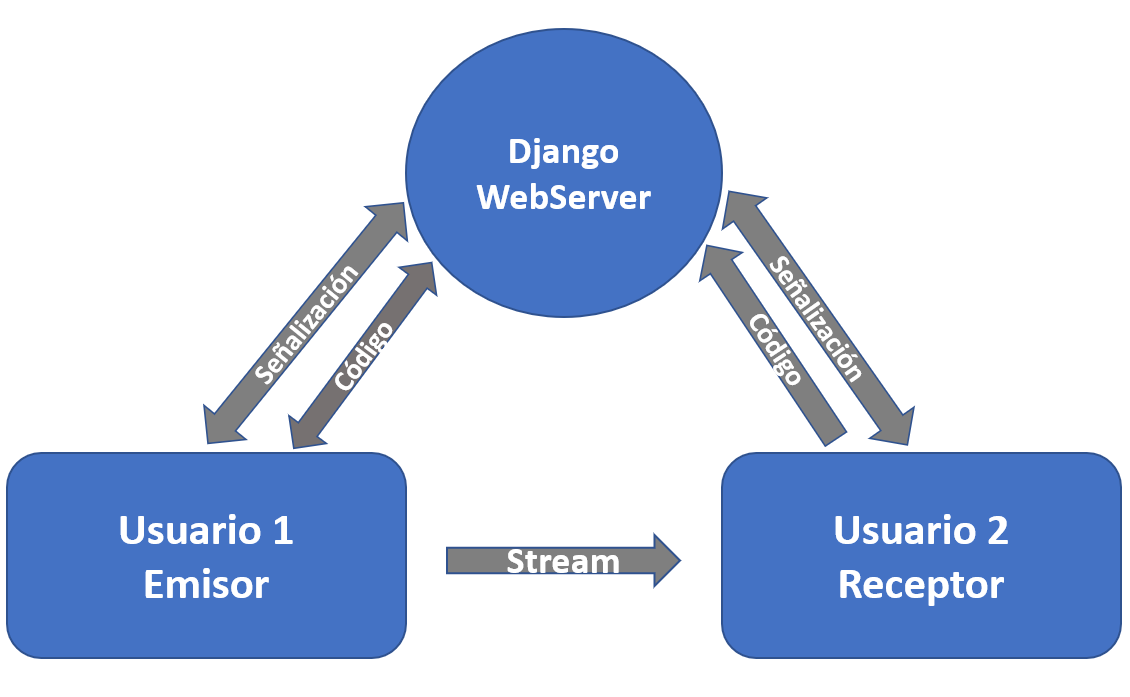 Django
WebServer
Señalización
Código
Código
Señalización
Usuario 1
Emisor
Stream
Usuario 2
Receptor